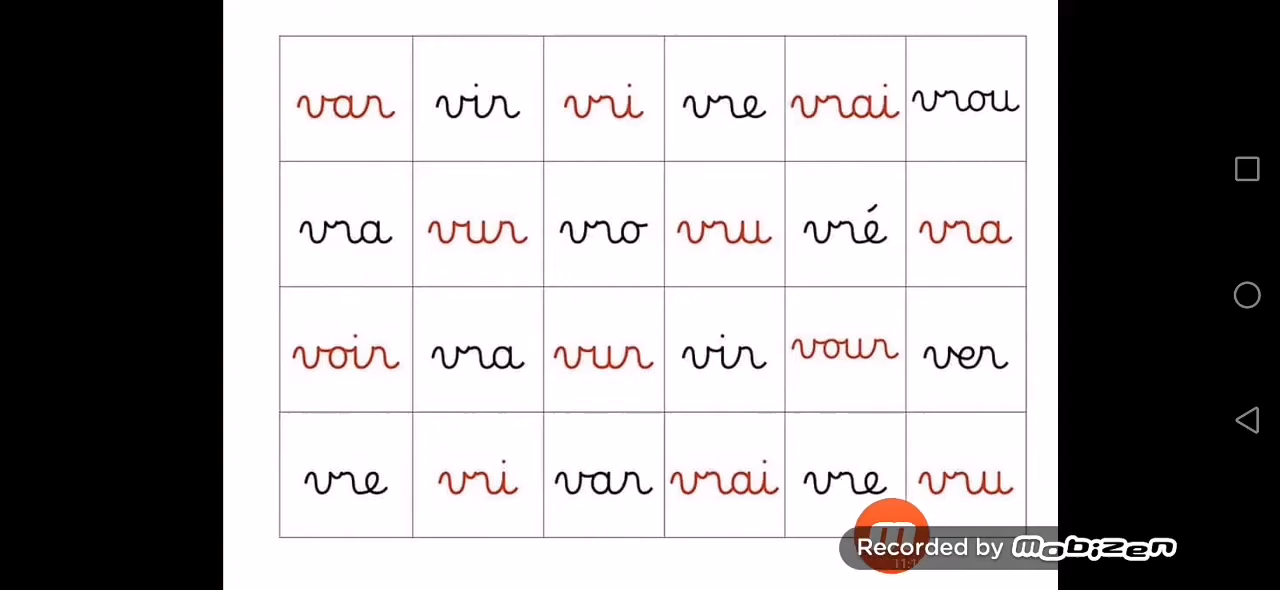 var vir vri vre vrai vrou
vra vur vro vru vré vra
voir vra vur vir vour ver
vre vri var vrai vre vru
Recorded by mobizen